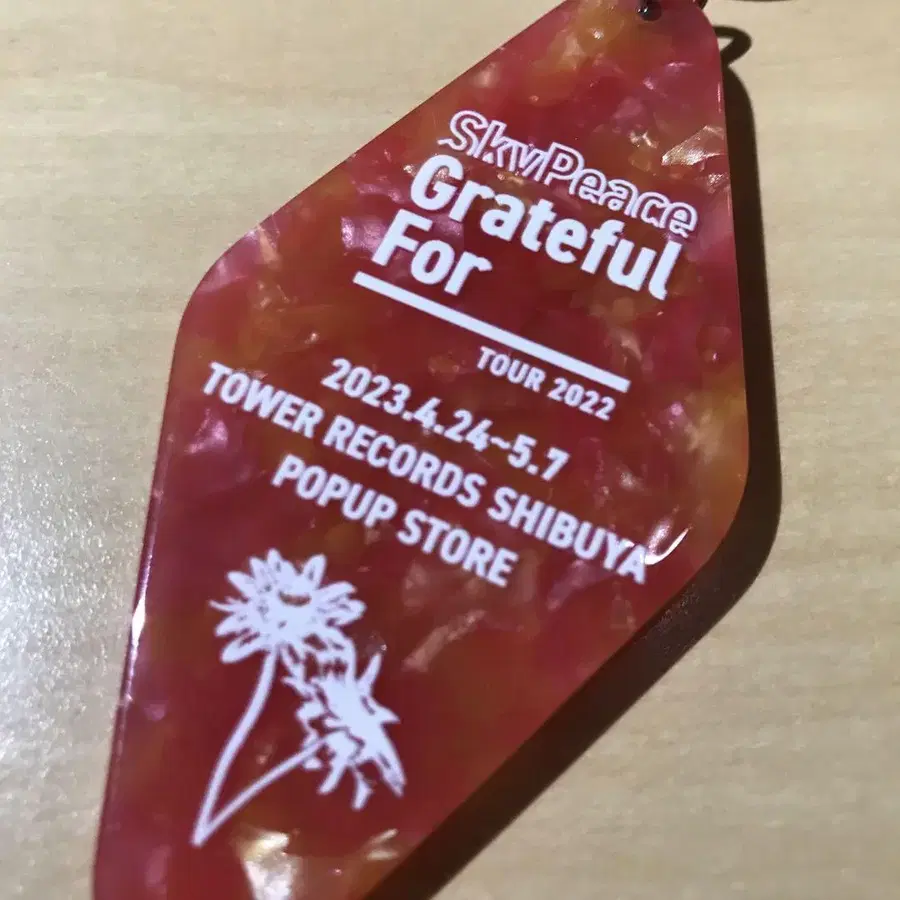 SkyPeace
Grateful
For
TOUR 2022
2023.4.24~5.7
TOWER RECORDS SHIBUYA
POPUP STORE